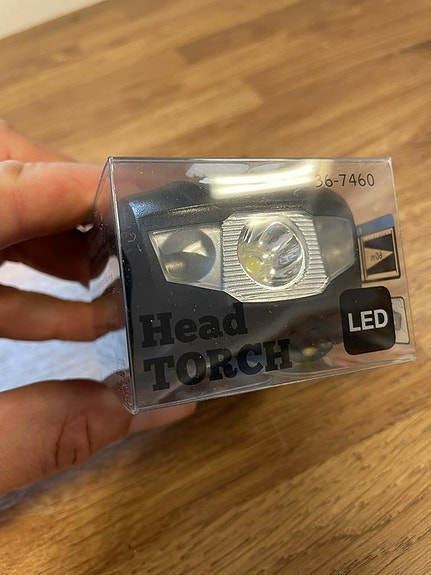 36-7460
Head
TORCH
LED